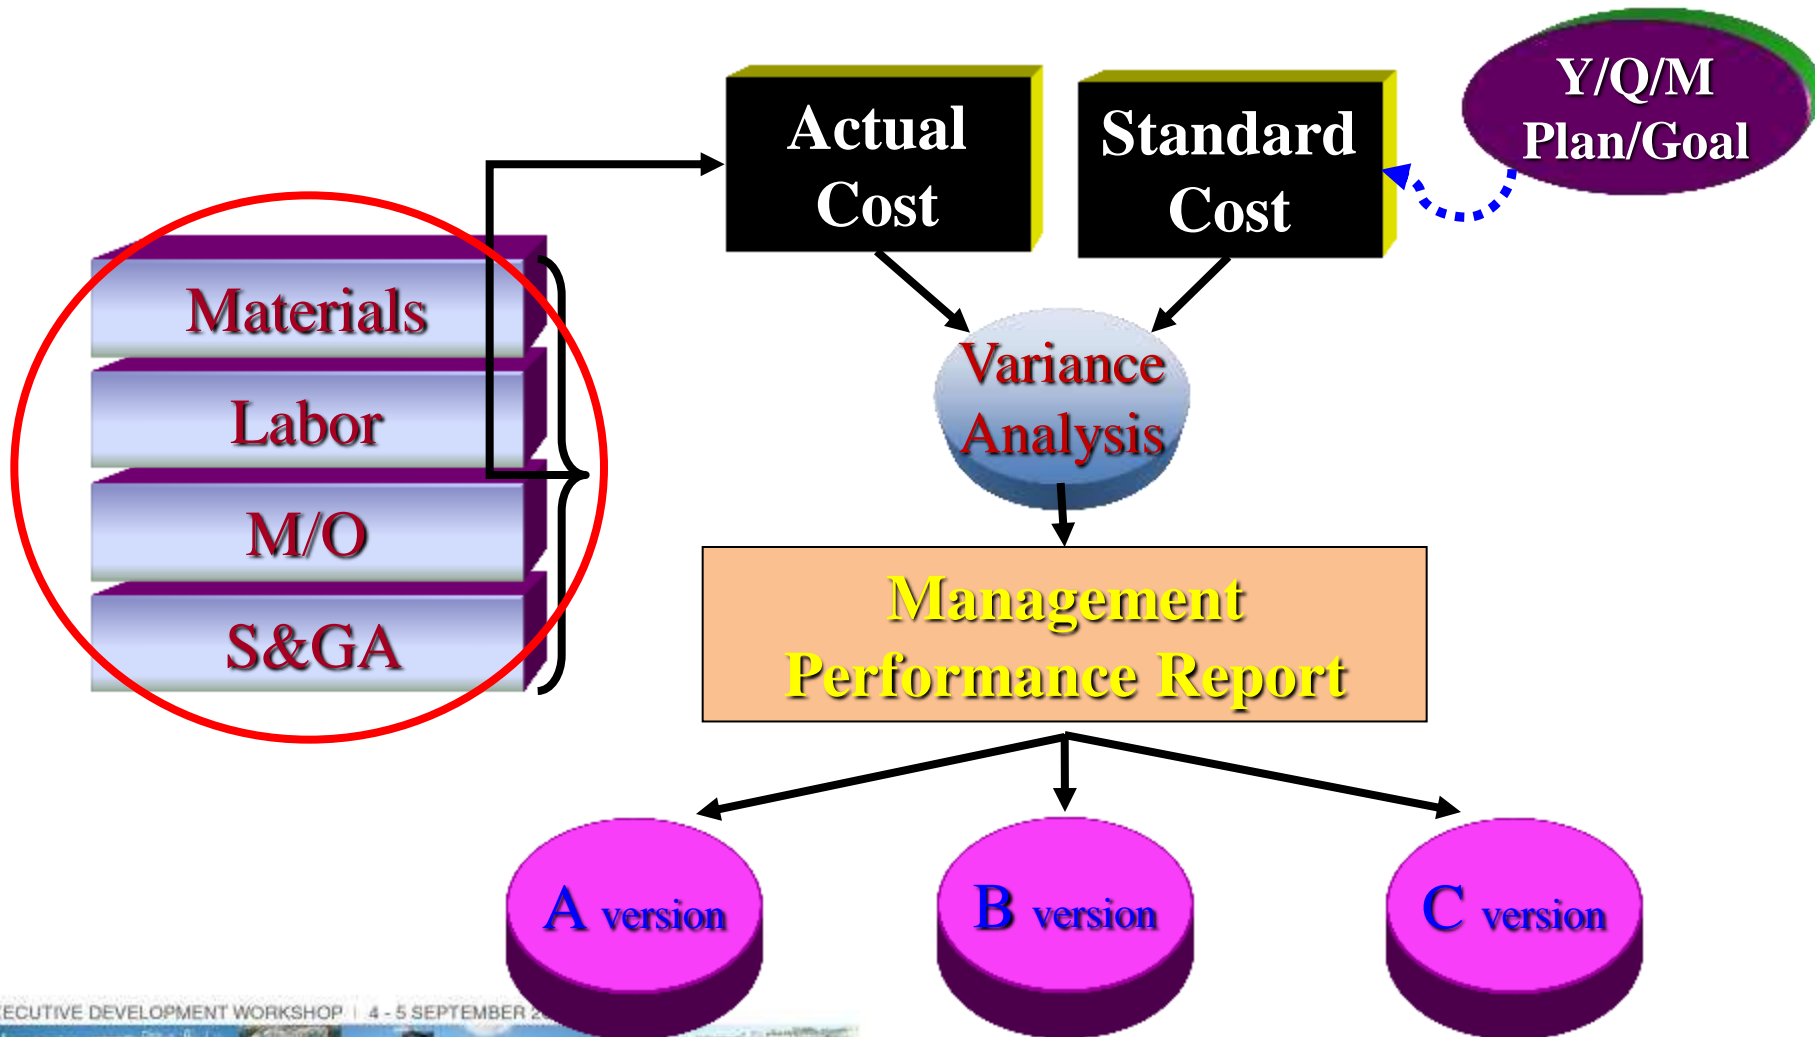 Y/Q/M
Plan/Goal
Actual
Cost
Standard
Cost
Materials
Labor
M/O
S&GA
Variance
Analysis
Management
Performance Report
A version
B version
C version
EXECUTIVE DEVELOPMENT WORKSHOP | 4 - 5 SEPTEMBER